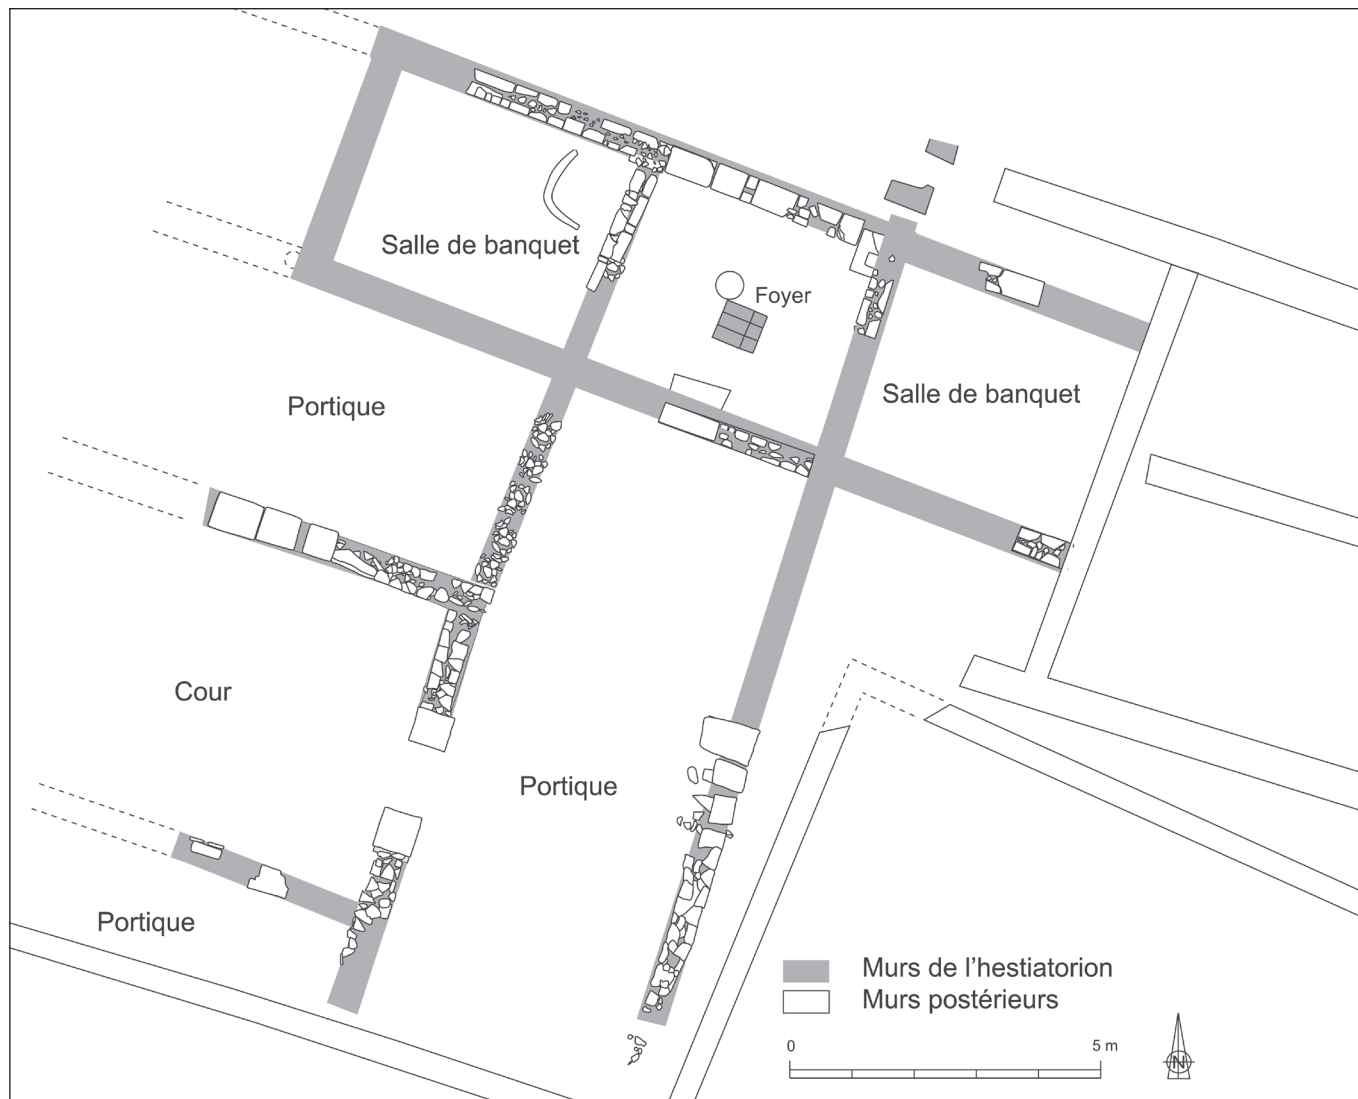 Salle de banquet
Foyer
Salle de banquet
Portique
Cour
Portique
Portique
Murs de l'hestiatorion
Murs postérieurs
0 5 m
N